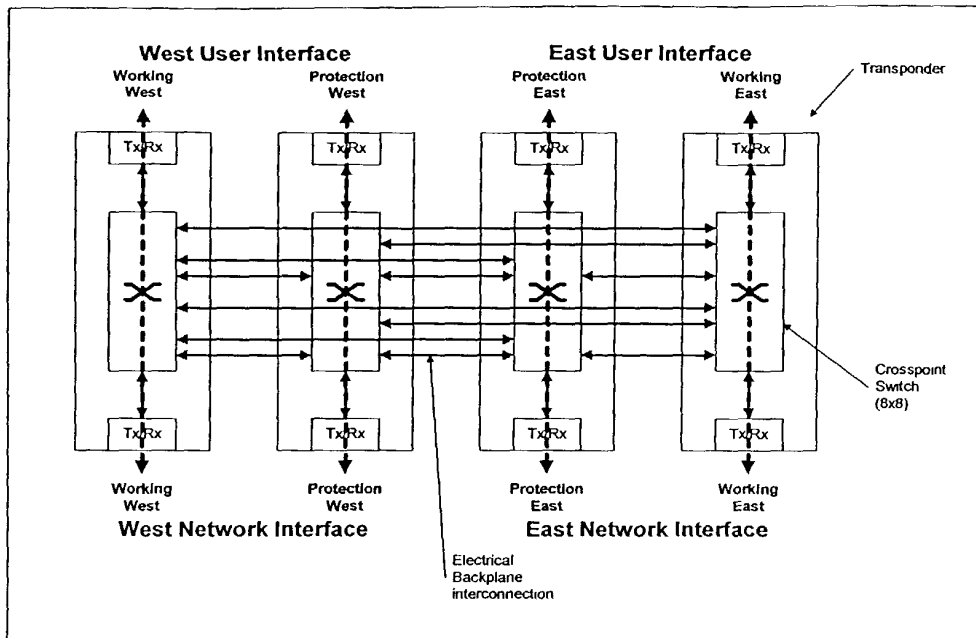 West User Interface
East User Interface
Working
West
Protection
West
Protection
East
Working
East
Transponder
Tx/Rx
Tx/Rx
Tx/Rx
Tx/Rx
Crosspoint
Switch
(8x8)
Tx/Rx
Tx/Rx
Tx/Rx
Tx/Rx
Working
West
Protection
West
Protection
East
Working
East
West Network Interface
East Network Interface
Electrical
Backplane
interconnection